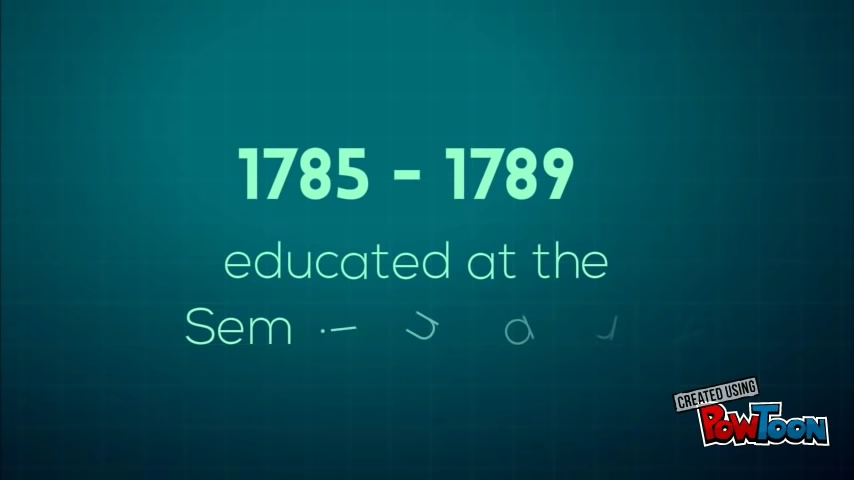 1785 - 1789
educated at the
Sem
CREATED USING
POWTOON